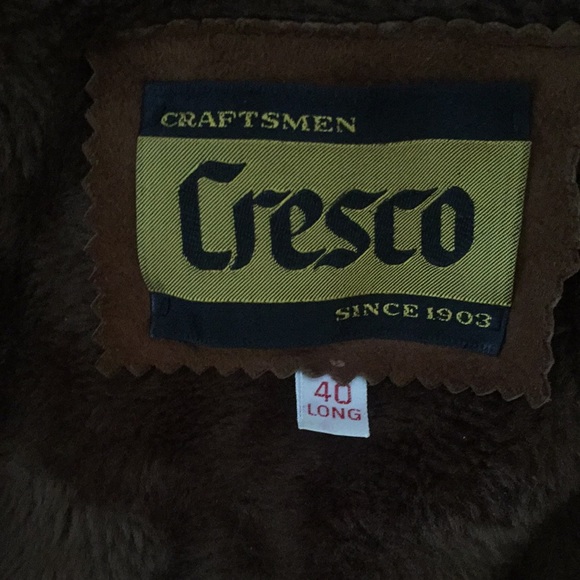 CRAFTSMEN
Cresco
SINCE 1903
40
LONG